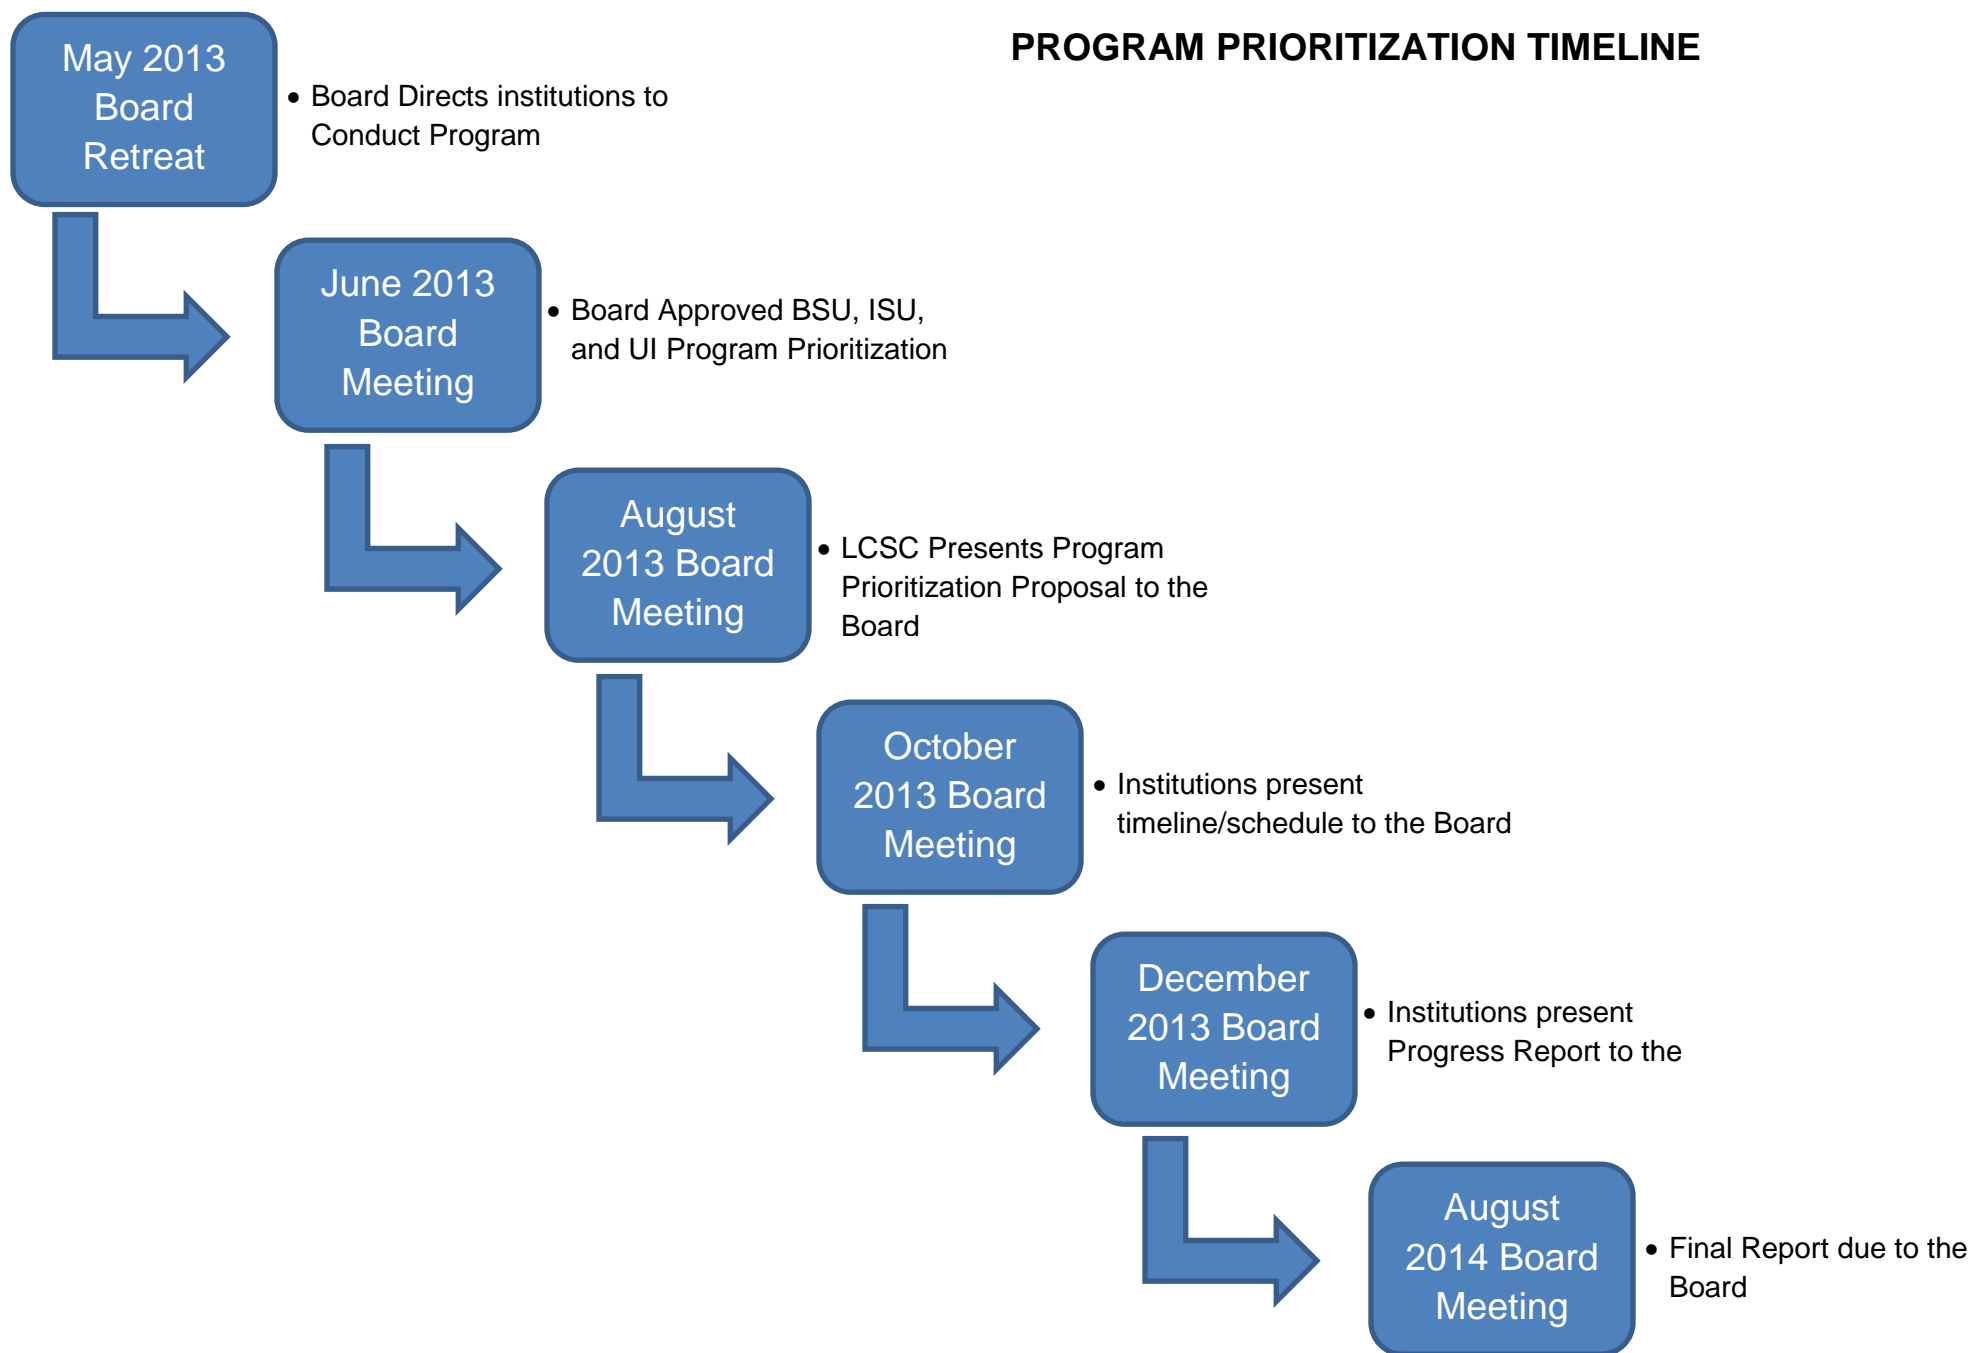 PROGRAM PRIORITIZATION TIMELINE
May 2013
Board
Retreat
• Board Directs institutions to
Conduct Program
June 2013
Board
Meeting
• Board Approved BSU, ISU,
and UI Program Prioritization
August
2013 Board
Meeting
• LCSC Presents Program
Prioritization Proposal to the
Board
October
2013 Board
Meeting
• Institutions present
timeline/schedule to the Board
December
2013 Board
Meeting
• Institutions present
Progress Report to the
August
2014 Board
Meeting
• Final Report due to the
Board